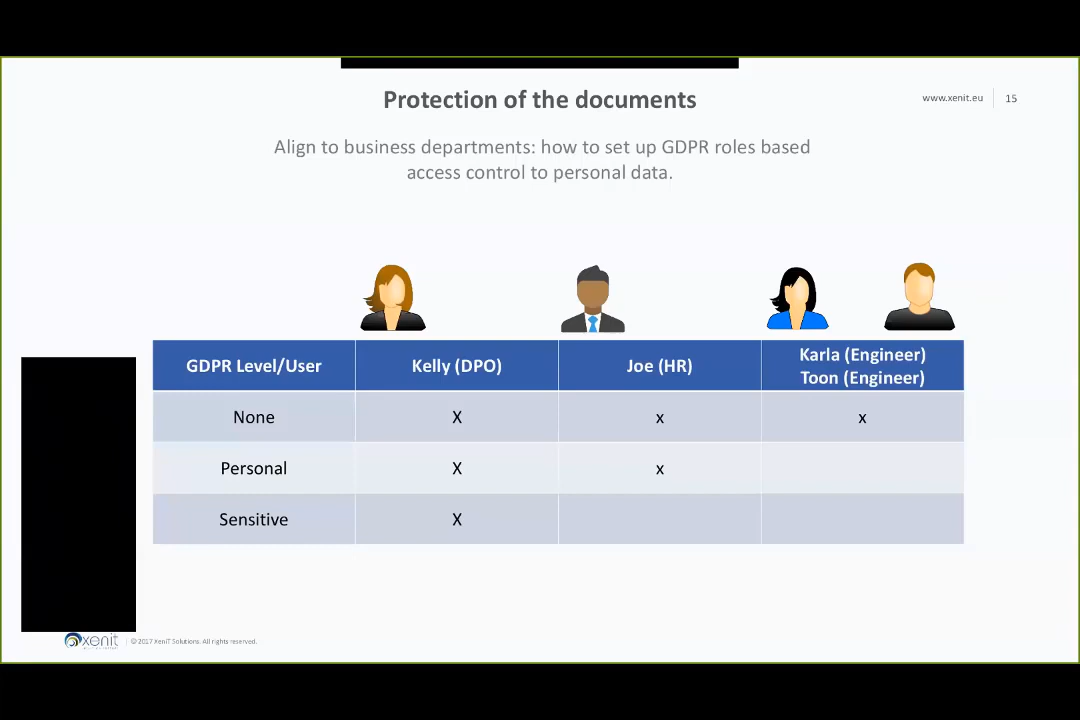 Protection of the documents
www.xenit.eu 15
Align to business departments: how to set up GDPR roles based
access control to personal data.
GDPR Level/User Kelly (DPO) Joe (HR) Karla (Engineer)
Toon (Engineer)
None X x x
Personal X x
Sensitive X
xenit © 2017 XeniT Solutions. All rights reserved.